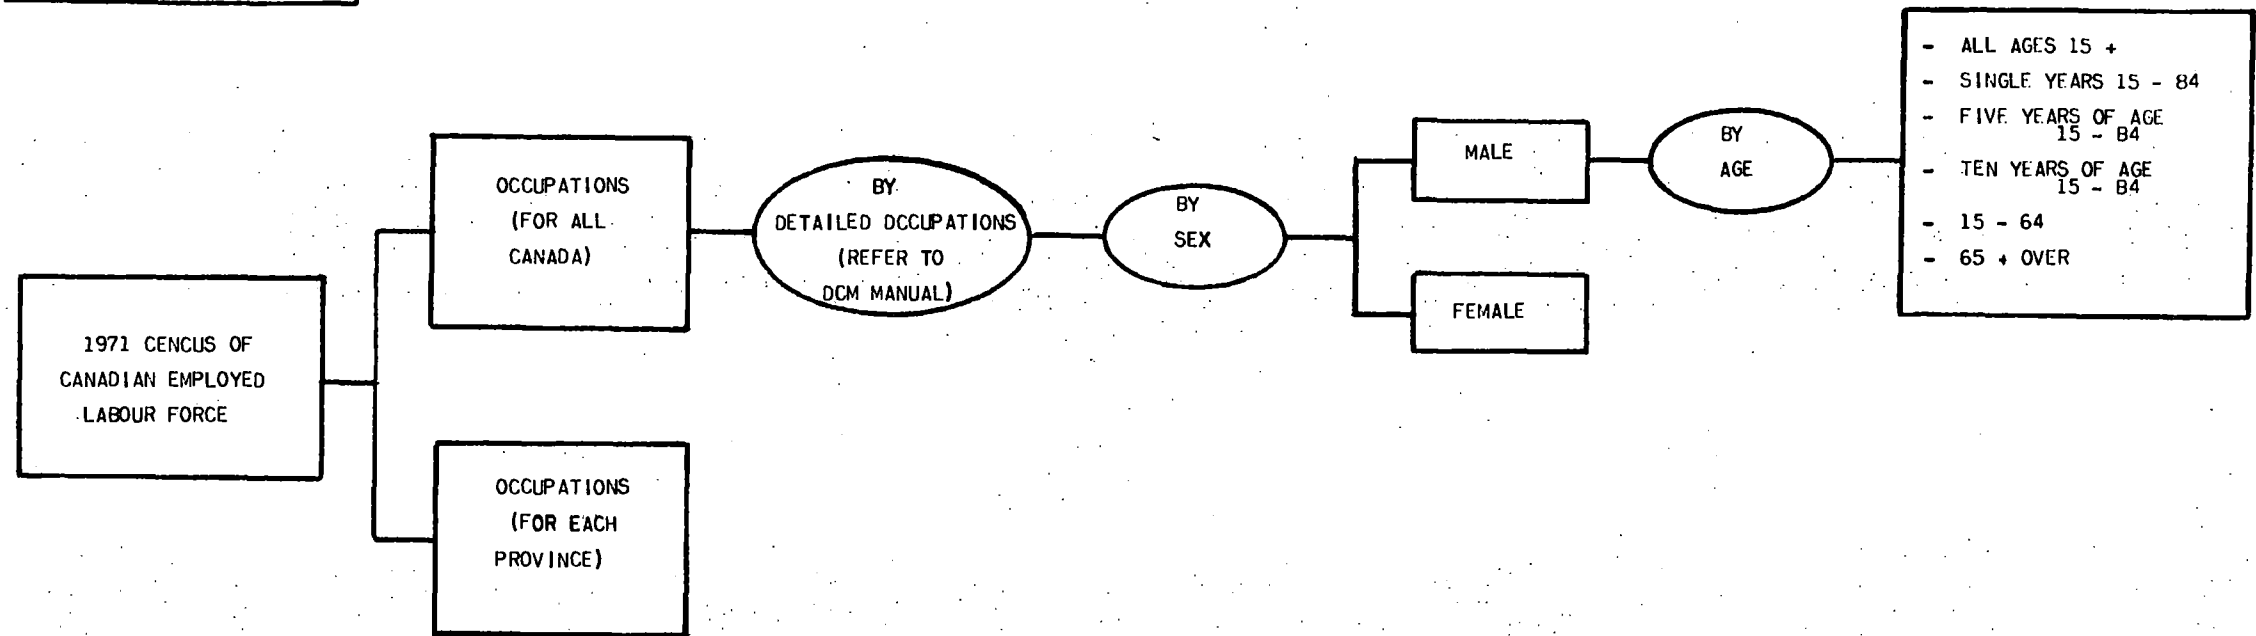 1971 CENCUS OF
CANADIAN EMPLOYED
LABOUR FORCE
OCCUPATIONS
(FOR ALL
CANADA)
OCCUPATIONS
(FOR EACH
PROVINCE)
BY
DETAILED DCCUPATIONS
(REFER TO
DCM MANUAL)
BY
SEX
MALE
FEMALE
BY
AGE
- ALL AGES 15 +
- SINGLE YEARS 15 - 84
- FIVE YEARS OF AGE
15 - 84
- TEN YEARS OF AGE
15 - 84
- 15 - 64
- 65 + OVER